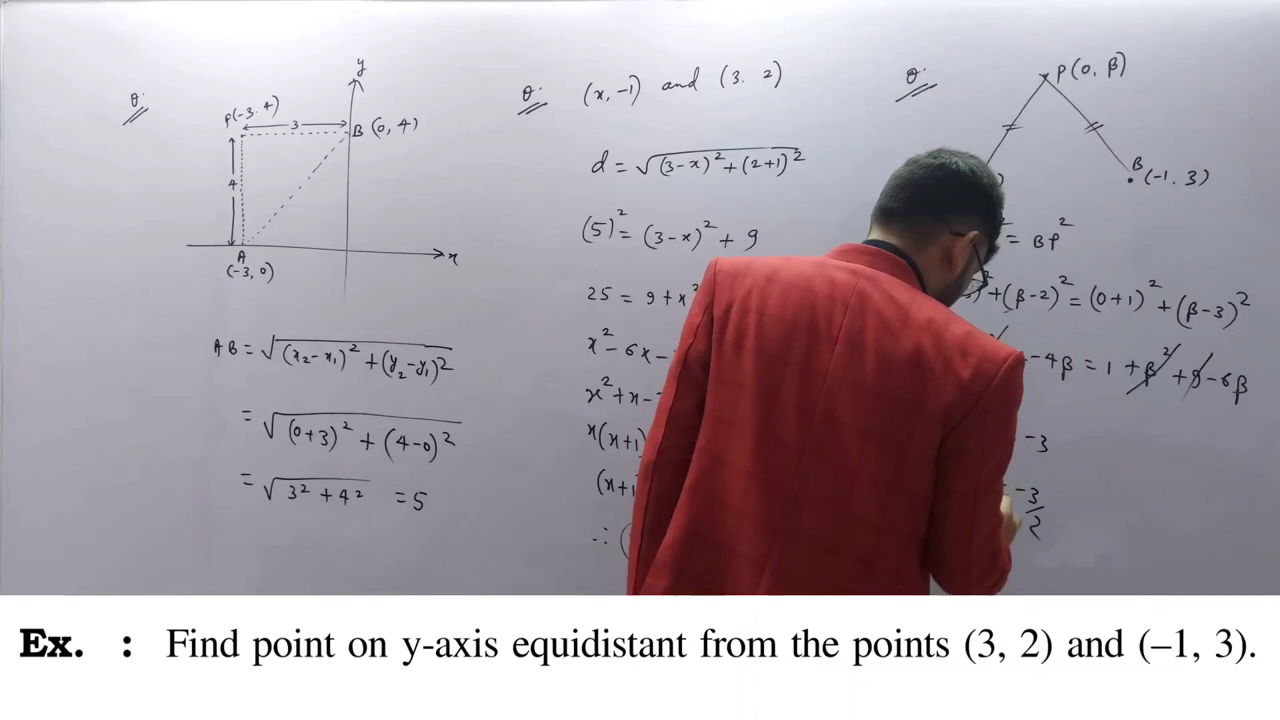 Q.
y
P(-3. 4)
3
B (0, 4)
4
A
x
(-3, 0)
AB = √(x₂-x₁)² + (y₂-y₁)²
= √(0+3)² + (4-0)²
= √3² + 4² = 5
Q. (x, -1) and (3. 2)
d = √(3-x)² + (2+1)²
(5)² = (3-x)² + 9
25 = 9 + x²
x² - 6x -
x² + x -
x(x+1)
(x+1
∴ (
Q.
P(0, β)
B
(-1, 3)
² = BP²
² + (β-2)² = (0+1)² + (β-3)²
-4β = 1 + β² + 9 - 6β
-3
= -3/2
Ex. : Find point on y-axis equidistant from the points (3, 2) and (–1, 3).